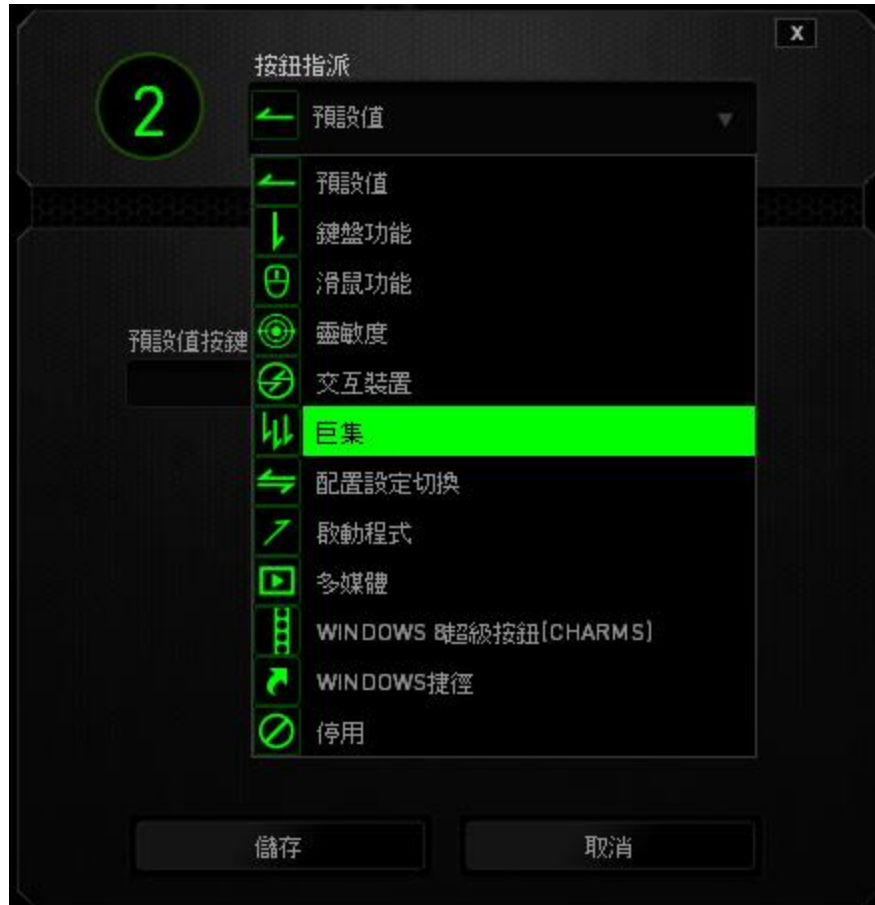 X
按鈕指派
2
預設值
預設值
鍵盤功能
滑鼠功能
預設值按鍵
靈敏度
交互裝置
巨集
配置設定切換
啟動程式
多媒體
WINDOWS 8超級按鈕(CHARMS)
WINDOWS捷徑
停用
儲存
取消